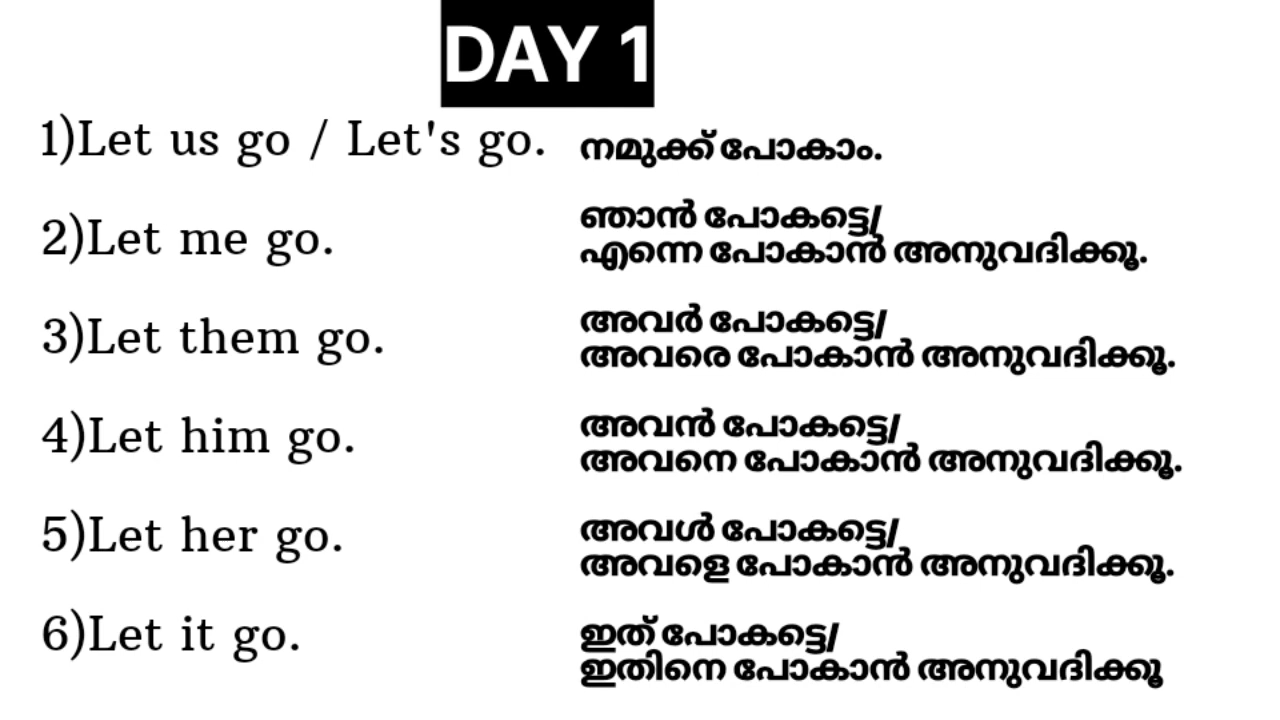 DAY 1
1)Let us go / Let's go. നമുക്ക് പോകാം.
2)Let me go. ഞാൻ പോകട്ടെ/
എന്നെ പോകാൻ അനുവദിക്കൂ.
3)Let them go. അവർ പോകട്ടെ/
അവരെ പോകാൻ അനുവദിക്കൂ.
4)Let him go. അവൻ പോകട്ടെ/
അവനെ പോകാൻ അനുവദിക്കൂ.
5)Let her go. അവൾ പോകട്ടെ/
അവളെ പോകാൻ അനുവദിക്കൂ.
6)Let it go. ഇത് പോകട്ടെ/
ഇതിനെ പോകാൻ അനുവദിക്കൂ